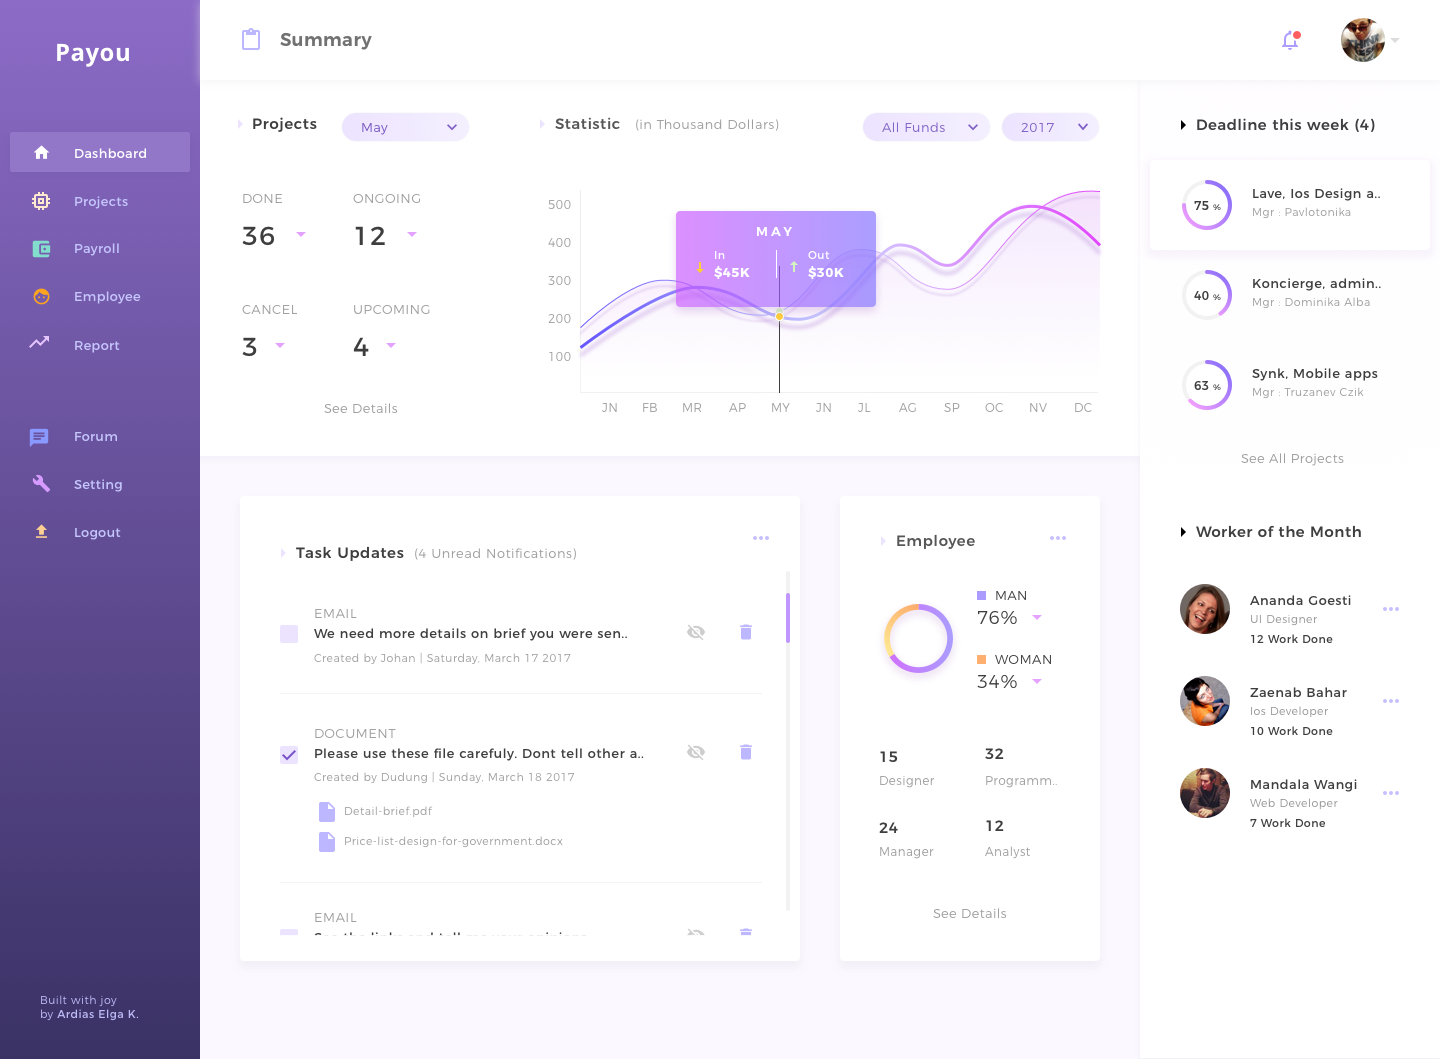 Payou
Dashboard
Projects
Payroll
Employee
Report
Forum
Setting
Logout
Built with joy
by Ardias Elga K.
Summary
Projects
May
DONE
ONGOING
36
12
CANCEL
UPCOMING
3
4
See Details
Statistic (in Thousand Dollars)
All Funds
2017
500
400
300
200
100
MAY
In
Out
$45K
$30K
JN FB MR AP MY JN JL AG SP OC NV DC
Task Updates (4 Unread Notifications)
EMAIL
We need more details on brief you were sen..
Created by Johan | Saturday, March 17 2017
DOCUMENT
Please use these file carefuly. Dont tell other a..
Created by Dudung | Sunday, March 18 2017
Detail-brief.pdf
Price-list-design-for-government.docx
EMAIL
Employee
MAN
76%
WOMAN
34%
15
Designer
32
Programm..
24
Manager
12
Analyst
See Details
Deadline this week (4)
75 %
Lave, Ios Design a..
Mgr : Pavlotonika
40 %
Koncierge, admin..
Mgr : Dominika Alba
63 %
Synk, Mobile apps
Mgr : Truzanev Czik
See All Projects
Worker of the Month
Ananda Goesti
UI Designer
12 Work Done
Zaenab Bahar
Ios Developer
10 Work Done
Mandala Wangi
Web Developer
7 Work Done